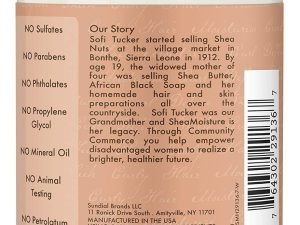 NO Sulfates
NO Parabens
NO Phthalates
NO Propylene
Glycol
NO Mineral Oil
NO Animal
Testing
NO Petrolatum
Our Story
Sofi Tucker started selling Shea
Nuts at the village market in
Bonthe, Sierra Leone in 1912. By
age 19, the widowed mother of
four was selling Shea Butter,
African Black Soap and her
homemade hair and skin
preparations all over the
countryside. Sofi Tucker was our
Grandmother and SheaMoisture is
her legacy. Through Community
Commerce you help empower
disadvantaged women to realize a
brighter, healthier future.
Sundial Brands LLC
11 Ranick Drive South . Amityville, NY 11701
7 64302 29136 7